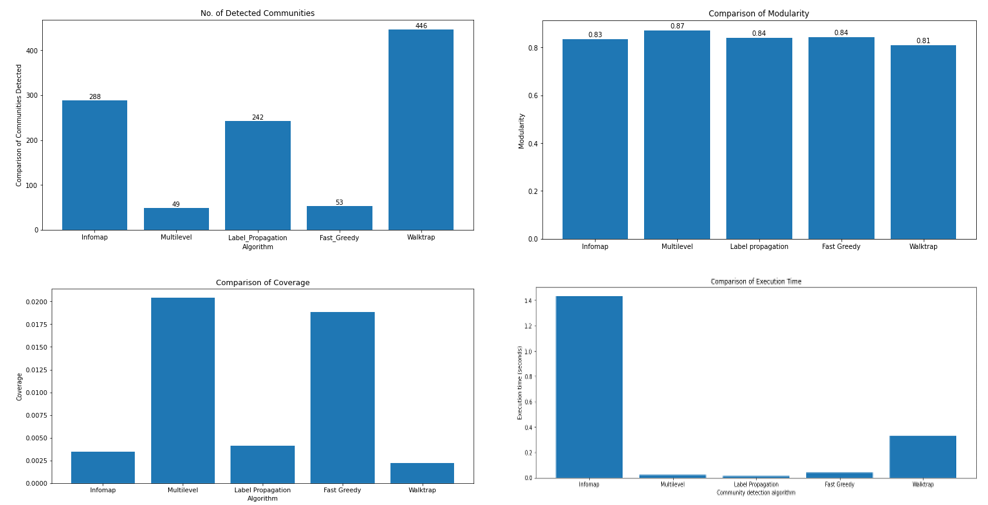 No. of Detected Communities
Comparison of Communities Detected
400
300
200
100
0
288
49
242
53
446
Infomap Multilevel Label_Propagation Fast_Greedy Walktrap
Algorithm
Comparison of Modularity
Modularity
0.8
0.6
0.4
0.2
0.0
0.83
0.87
0.84
0.84
0.81
Infomap Multilevel Label propagation Fast Greedy Walktrap
Comparison of Coverage
Coverage
0.0200
0.0175
0.0150
0.0125
0.0100
0.0075
0.0050
0.0025
0.0000
Infomap Multilevel Label Propagation Fast Greedy Walktrap
Algorithm
Comparison of Execution Time
Execution time (seconds)
1.4
1.2
1.0
0.8
0.6
0.4
0.2
0.0
Infomap Multilevel Label Propagation Fast Greedy Walktrap
Community detection algorithm